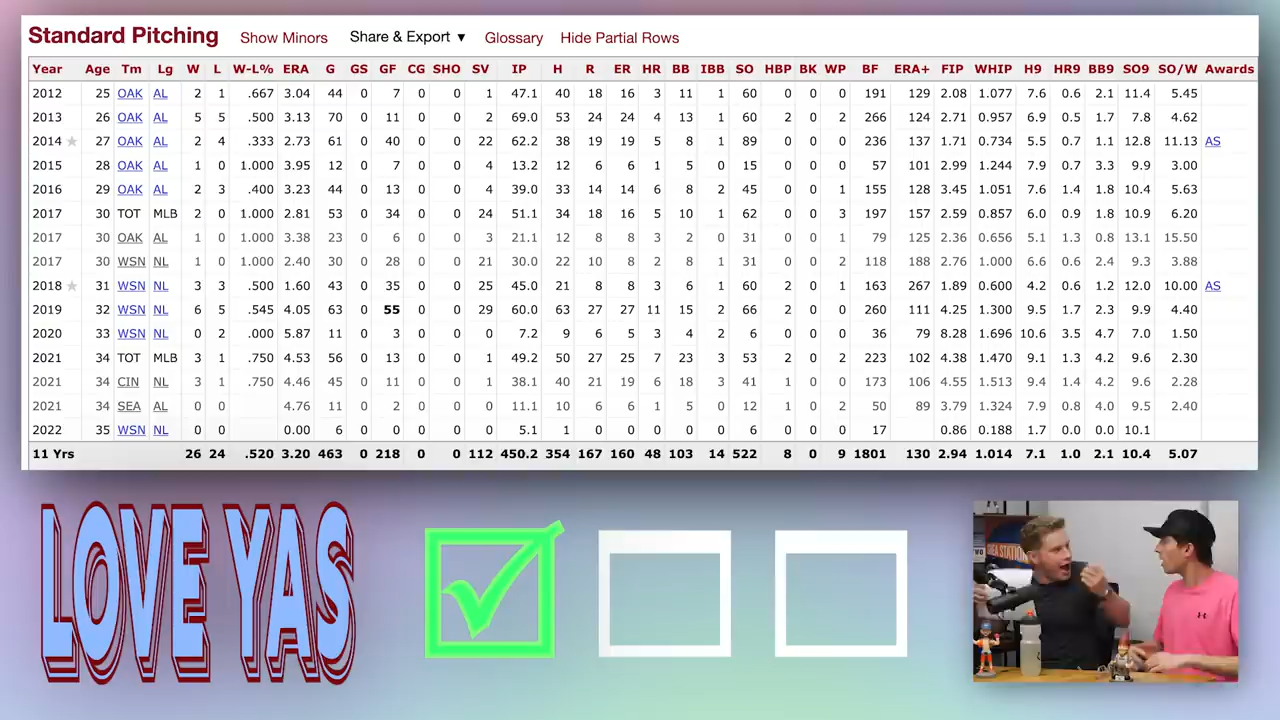 Standard Pitching Show Minors Share & Export ▼ Glossary Hide Partial Rows
Year Age Tm Lg W L W-L% ERA G GS GF CG SHO SV IP H R ER HR BB IBB SO HBP BK WP BF ERA+ FIP WHIP H9 HR9 BB9 SO9 SO/W Awards
2012 25 OAK AL 2 1 .667 3.04 44 0 7 0 0 1 47.1 40 18 16 3 11 1 60 0 0 0 191 129 2.08 1.077 7.6 0.6 2.1 11.4 5.45
2013 26 OAK AL 5 5 .500 3.13 70 0 11 0 0 2 69.0 53 24 24 4 13 1 60 2 0 2 266 124 2.71 0.957 6.9 0.5 1.7 7.8 4.62
2014 ★ 27 OAK AL 2 4 .333 2.73 61 0 40 0 0 22 62.2 38 19 19 5 8 1 89 0 0 0 236 137 1.71 0.734 5.5 0.7 1.1 12.8 11.13 AS
2015 28 OAK AL 1 0 1.000 3.95 12 0 7 0 0 4 13.2 12 6 6 1 5 0 15 0 0 0 57 101 2.99 1.244 7.9 0.7 3.3 9.9 3.00
2016 29 OAK AL 2 3 .400 3.23 44 0 13 0 0 4 39.0 33 14 14 6 8 2 45 0 0 1 155 128 3.45 1.051 7.6 1.4 1.8 10.4 5.63
2017 30 TOT MLB 2 0 1.000 2.81 53 0 34 0 0 24 51.1 34 18 16 5 10 1 62 0 0 3 197 157 2.59 0.857 6.0 0.9 1.8 10.9 6.20
2017 30 OAK AL 1 0 1.000 3.38 23 0 6 0 0 3 21.1 12 8 8 3 2 0 31 0 0 1 79 125 2.36 0.656 5.1 1.3 0.8 13.1 15.50
2017 30 WSN NL 1 0 1.000 2.40 30 0 28 0 0 21 30.0 22 10 8 2 8 1 31 0 0 2 118 188 2.76 1.000 6.6 0.6 2.4 9.3 3.88
2018 ★ 31 WSN NL 3 3 .500 1.60 43 0 35 0 0 25 45.0 21 8 8 3 6 1 60 2 0 1 163 267 1.89 0.600 4.2 0.6 1.2 12.0 10.00 AS
2019 32 WSN NL 6 5 .545 4.05 63 0 55 0 0 29 60.0 63 27 27 11 15 2 66 2 0 0 260 111 4.25 1.300 9.5 1.7 2.3 9.9 4.40
2020 33 WSN NL 0 2 .000 5.87 11 0 3 0 0 0 7.2 9 6 5 3 4 2 6 0 0 0 36 79 8.28 1.696 10.6 3.5 4.7 7.0 1.50
2021 34 TOT MLB 3 1 .750 4.53 56 0 13 0 0 1 49.2 50 27 25 7 23 3 53 2 0 2 223 102 4.38 1.470 9.1 1.3 4.2 9.6 2.30
2021 34 CIN NL 3 1 .750 4.46 45 0 11 0 0 1 38.1 40 21 19 6 18 3 41 1 0 0 173 106 4.55 1.513 9.4 1.4 4.2 9.6 2.28
2021 34 SEA AL 0 0 4.76 11 0 2 0 0 0 11.1 10 6 6 1 5 0 12 1 0 2 50 89 3.79 1.324 7.9 0.8 4.0 9.5 2.40
2022 35 WSN NL 0 0 0.00 6 0 1 0 0 0 5.1 1 0 0 0 0 0 6 0 0 0 17 0.86 0.188 1.7 0.0 0.0 10.1
11 Yrs 26 24 .520 3.20 463 0 218 0 0 112 450.2 354 167 160 48 103 14 522 8 0 9 1801 130 2.94 1.014 7.1 1.0 2.1 10.4 5.07
LOVE YAS
SHEA STATION